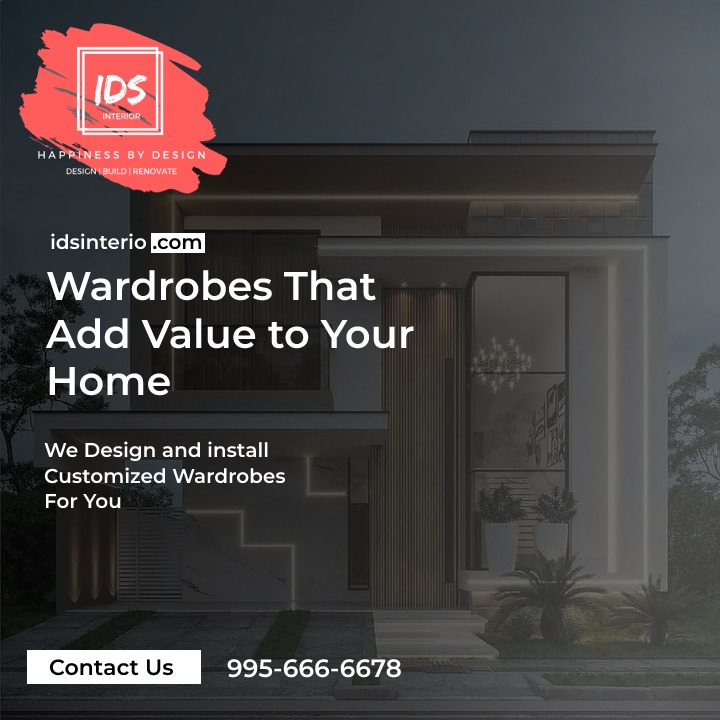 IDS
INTERIOR
HAPPINESS BY DESIGN
DESIGN | BUILD | RENOVATE
idsinterio.com
Wardrobes That
Add Value to Your
Home
We Design and install
Customized Wardrobes
For You
Contact Us 995-666-6678